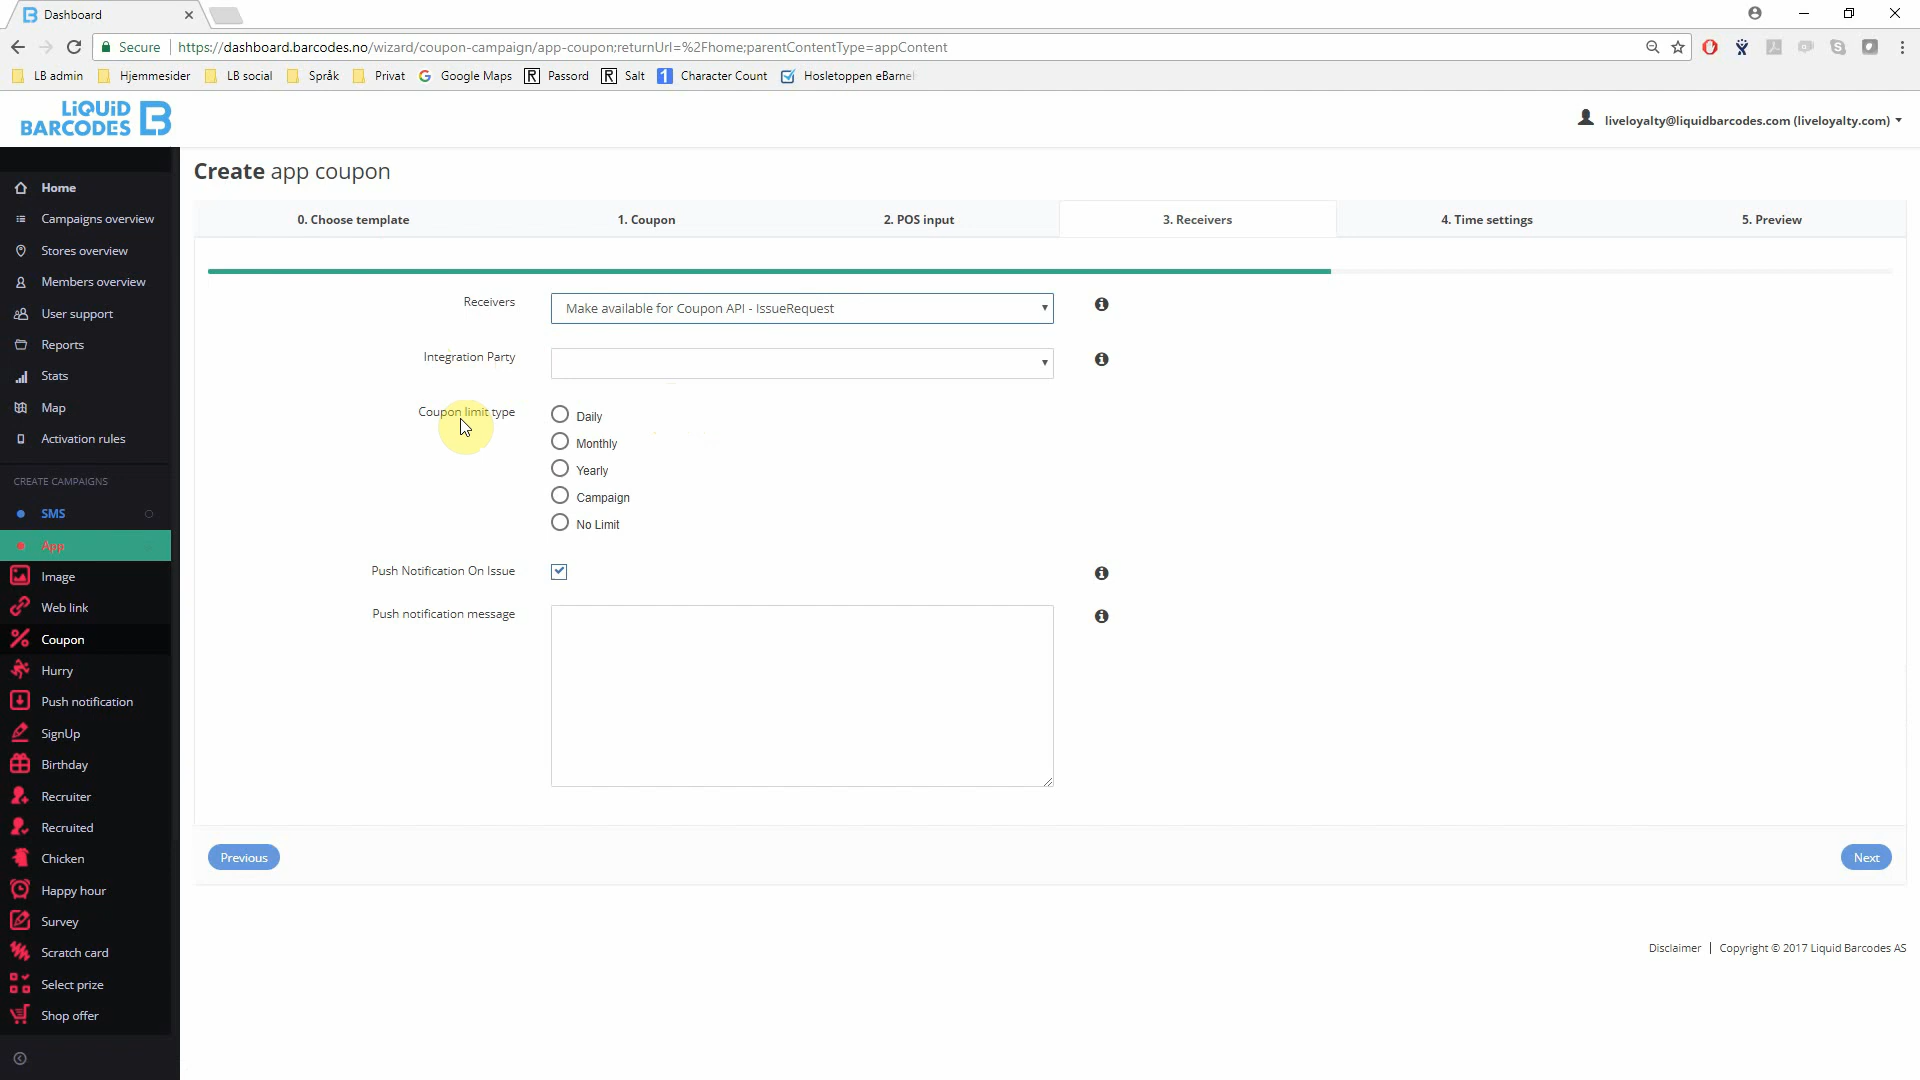 Dashboard
Secure | https://dashboard.barcodes.no/wizard/coupon-campaign/app-coupon;returnUrl=%2Fhome;parentContentType=appContent
LB admin
Hjemmesider
LB social
Språk
Privat
Google Maps
Passord
Salt
Character Count
Hosletoppen eBarneh
LiQUiD
BARCODES
liveloyalty@liquidbarcodes.com (liveloyalty.com)
Home
Campaigns overview
Stores overview
Members overview
User support
Reports
Stats
Map
Activation rules
CREATE CAMPAIGNS
SMS
App
Image
Web link
Coupon
Hurry
Push notification
SignUp
Birthday
Recruiter
Recruited
Chicken
Happy hour
Survey
Scratch card
Select prize
Shop offer
Create app coupon
0. Choose template
1. Coupon
2. POS input
3. Receivers
4. Time settings
5. Preview
Receivers
Make available for Coupon API - IssueRequest
Integration Party
Coupon limit type
Daily
Monthly
Yearly
Campaign
No Limit
Push Notification On Issue
Push notification message
Previous
Next
Disclaimer | Copyright © 2017 Liquid Barcodes AS